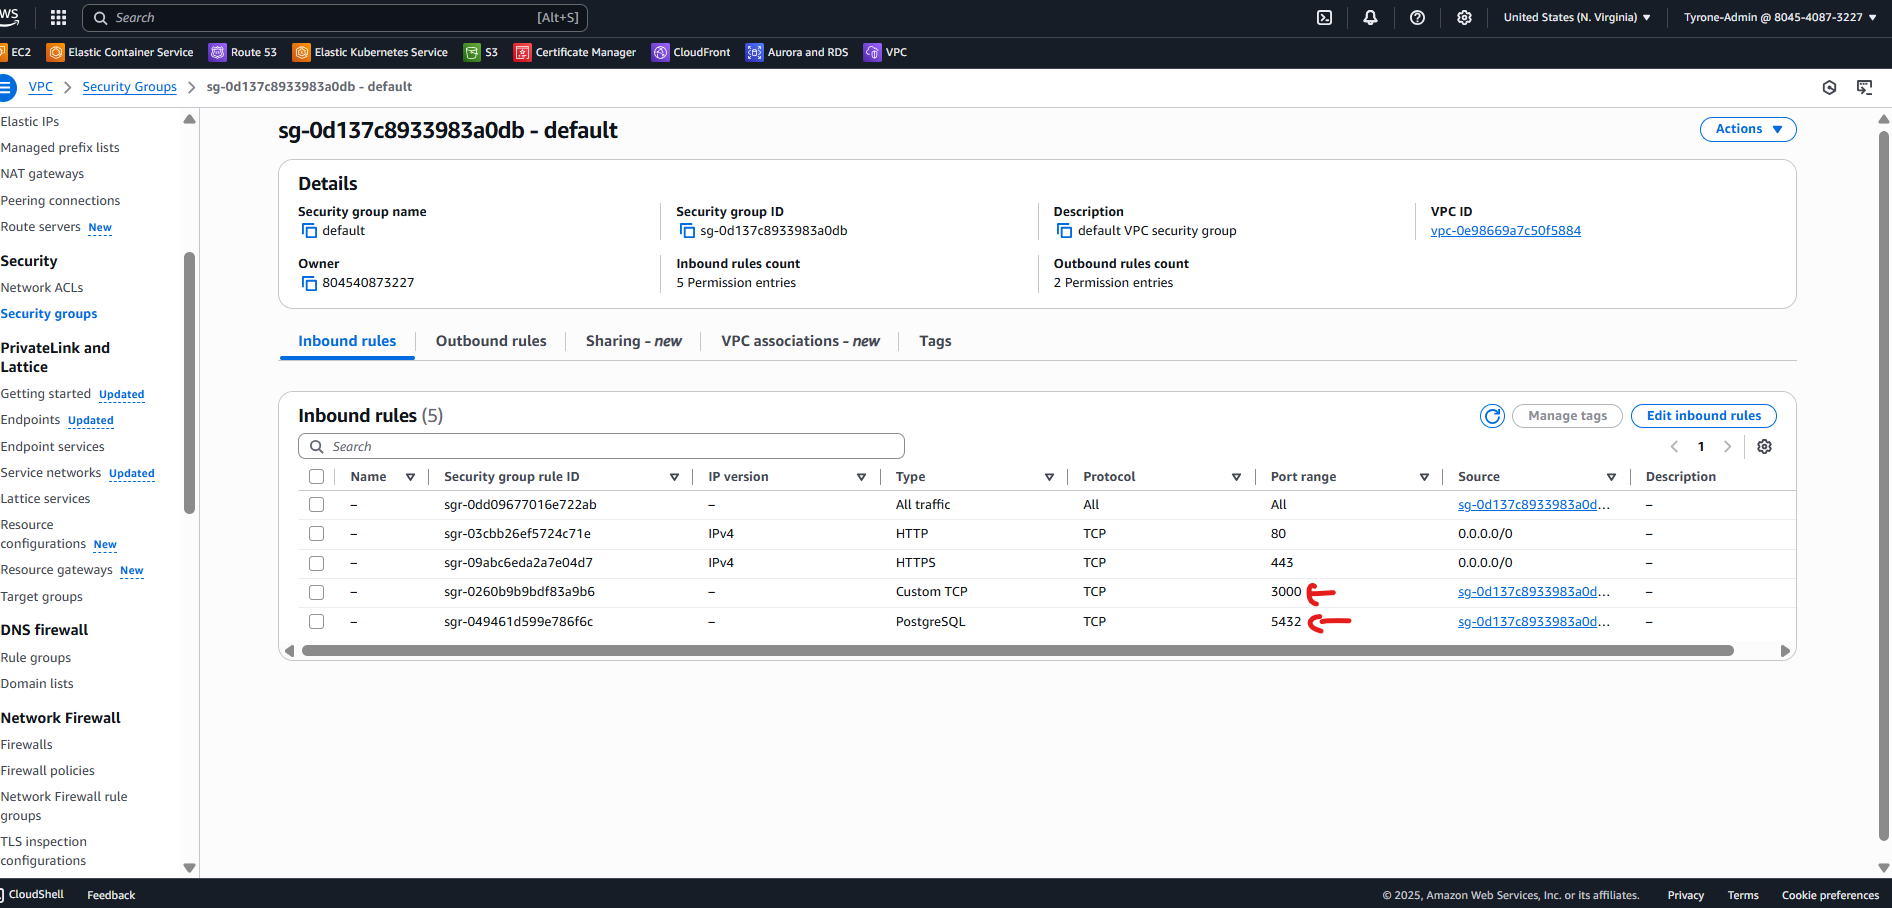 WS
Search [Alt+S] United States (N. Virginia) Tyrone-Admin @ 8045-4087-3227
EC2 Elastic Container Service Route 53 Elastic Kubernetes Service S3 Certificate Manager CloudFront Aurora and RDS VPC
VPC Security Groups sg-0d137c8933983a0db - default
Elastic IPs
Managed prefix lists
NAT gateways
Peering connections
Route servers New
Security
Network ACLs
Security groups
PrivateLink and
Lattice
Getting started Updated
Endpoints Updated
Endpoint services
Service networks Updated
Lattice services
Resource
configurations New
Resource gateways New
Target groups
DNS firewall
Rule groups
Domain lists
Network Firewall
Firewalls
Firewall policies
Network Firewall rule
groups
TLS inspection
configurations
sg-0d137c8933983a0db - default
Actions
Details
Security group name
default
Security group ID
sg-0d137c8933983a0db
Description
default VPC security group
VPC ID
vpc-0e98669a7c50f5884
Owner
804540873227
Inbound rules count
5 Permission entries
Outbound rules count
2 Permission entries
Inbound rules Outbound rules Sharing - new VPC associations - new Tags
Inbound rules (5)
Manage tags Edit inbound rules
Search
1
Name Security group rule ID IP version Type Protocol Port range Source Description
– sgr-0dd09677016e722ab – All traffic All All sg-0d137c8933983a0d... –
– sgr-03cbb26ef5724c71e IPv4 HTTP TCP 80 0.0.0.0/0 –
– sgr-09abc6eda2a7e04d7 IPv4 HTTPS TCP 443 0.0.0.0/0 –
– sgr-0260b9b9bdf83a9b6 – Custom TCP TCP 3000 sg-0d137c8933983a0d... –
– sgr-049461d599e786f6c – PostgreSQL TCP 5432 sg-0d137c8933983a0d... –
CloudShell Feedback © 2025, Amazon Web Services, Inc. or its affiliates. Privacy Terms Cookie preferences